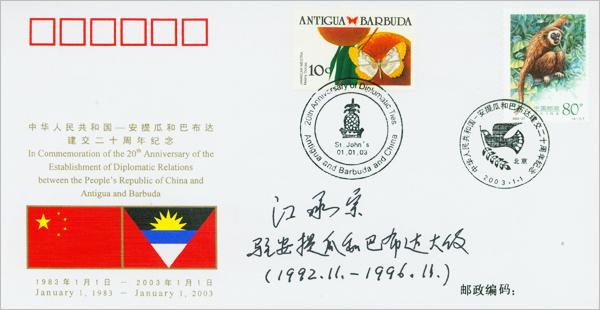 ANTIGUA & BARBUDA
10¢
中国邮政
80分
20th Anniversary of Diplomatic Ties
St. John's
01.01.03
Antigua and Barbuda and China
中华人民共和国—安提瓜和巴布达建交二十周年纪念
北京
2003.1.1
中华人民共和国—安提瓜和巴布达
建交二十周年纪念
In Commemoration of the 20th Anniversary of the
Establishment of Diplomatic Relations
between the People's Republic of China and
Antigua and Barbuda
1983年1月1日—2003年1月1日
January 1, 1983 — January 1, 2003
江承宗
驻安提瓜和巴布达大使
(1992.11.-1996.11.)
邮政编码: